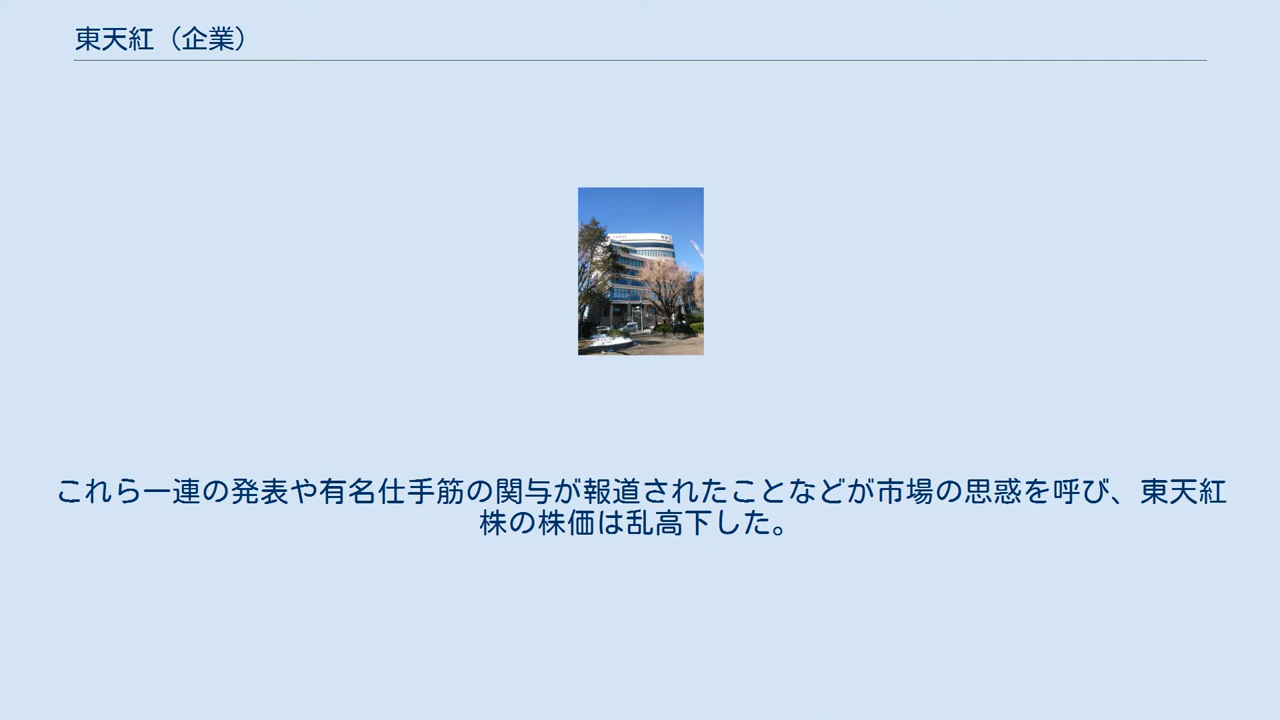 東天紅（企業）
これら一連の発表や有名仕手筋の関与が報道されたことなどが市場の思惑を呼び、東天紅
株の株価は乱高下した。